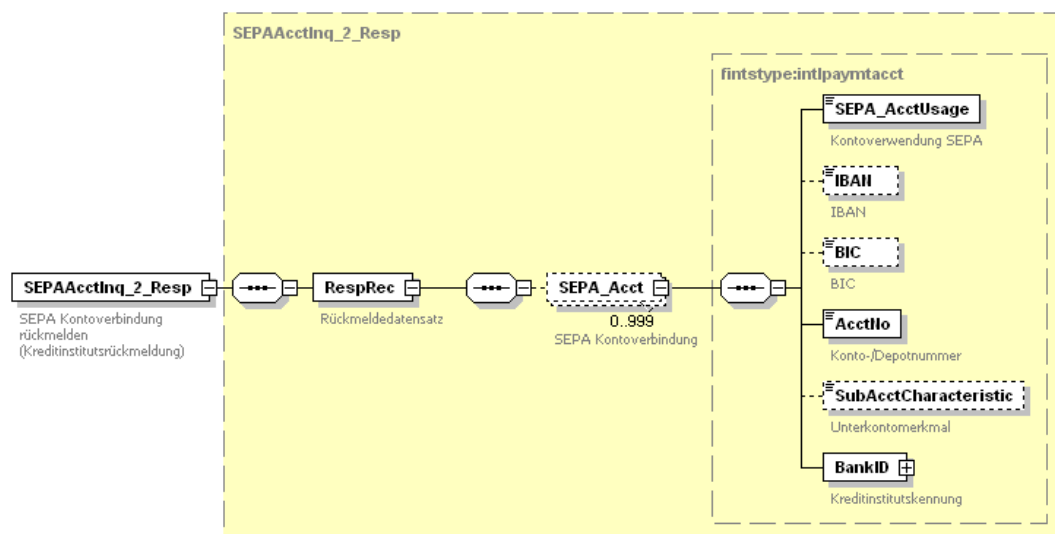 SEPAAcctInq_2_Resp
fintstype:intlpaymtacct
SEPA_AcctUsage
Kontoverwendung SEPA
IBAN
IBAN
BIC
BIC
SEPAAcctInq_2_Resp
SEPA Kontoverbindung
rückmelden
(Kreditinstitutsrückmeldung)
RespRec
Rückmeldedatensatz
SEPA_Acct
0..999
SEPA Kontoverbindung
AcctNo
Konto-/Depotnummer
SubAcctCharacteristic
Unterkontomerkmal
BankID
Kreditinstitutskennung